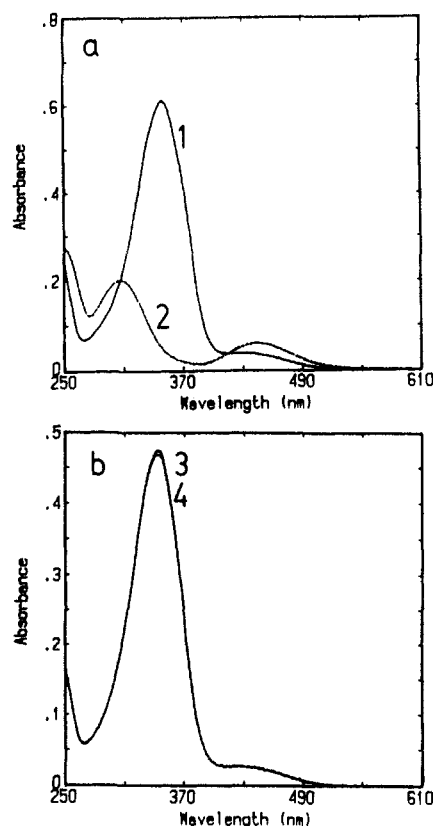 a
.8
.6
.4
.2
0
Absorbance
1
2
250 370 490 610
Wavelength (nm)
b
.5
.4
.3
.2
.1
0
Absorbance
3
4
250 370 490 610
Wavelength (nm)